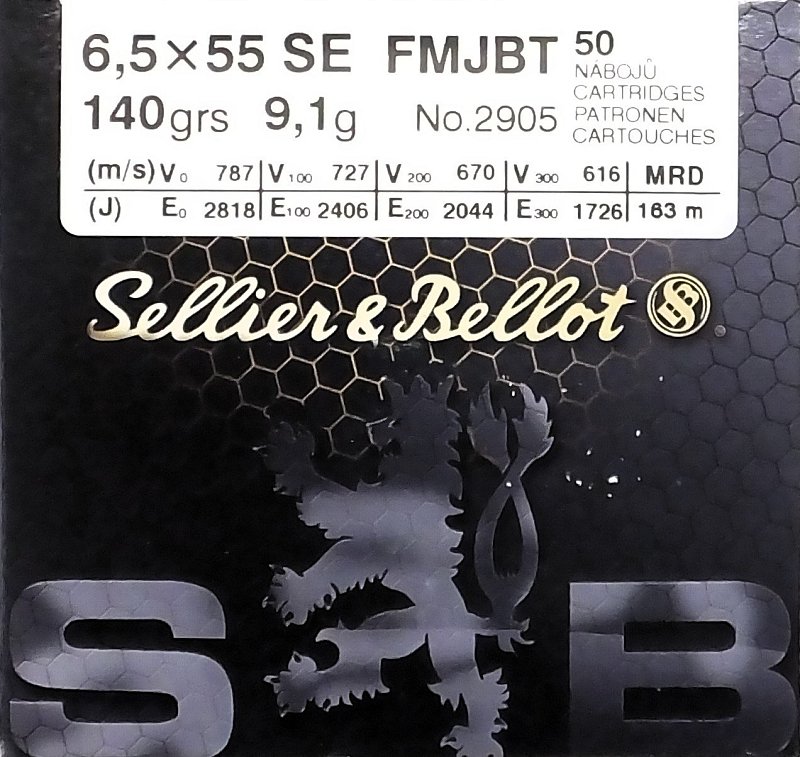 6,5×55 SE FMJBT 50
NÁBOJŮ
CARTRIDGES
PATRONEN
CARTOUCHES
140grs 9,1g No.2905
(m/s) V0 787 V100 727 V200 670 V300 616 MRD
(J) E0 2818 E100 2406 E200 2044 E300 1726 163 m
Sellier & Bellot SB
S B